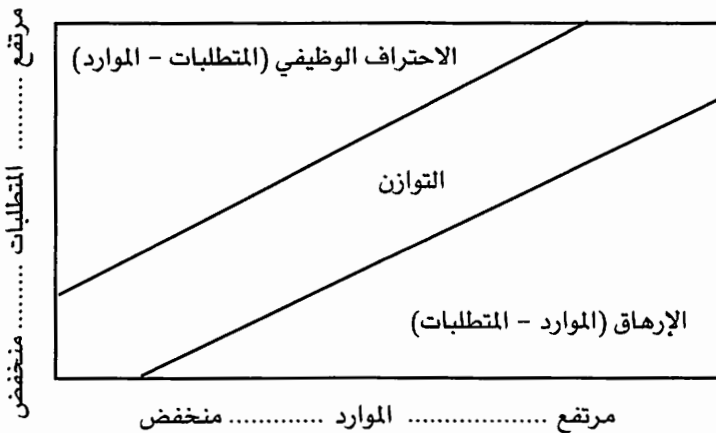 الاحتراف الوظيفي (المتطلبات – الموارد)
التوازن
الإرهاق (الموارد – المتطلبات)
منخفض ......... المتطلبات ......... مرتفع
مرتفع ................... الموارد ............. منخفض